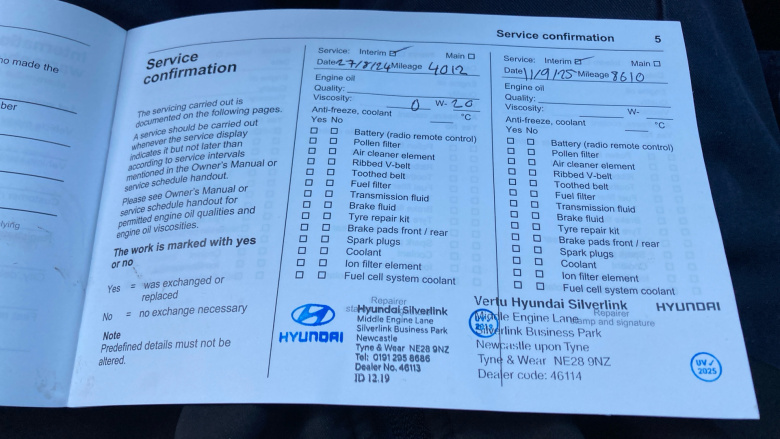 Service confirmation 5
no made the
ber
lying
Service
confirmation
The servicing carried out is
documented on the following pages.
A service should be carried out
whenever the service display
indicates it but not later than
according to service intervals
mentioned in the Owner's Manual or
service schedule handout.
Please see Owner's Manual or
service schedule handout for
permitted engine oil qualities and
engine oil viscosities.
The work is marked with yes
or no
Yes = was exchanged or
replaced
No = no exchange necessary
Note
Predefined details must not be
altered.
Service: Interim Main
Date 27/8/24 Mileage 4012
Engine oil
Quality:
Viscosity: 0 W- 20
Anti-freeze, coolant °C
Yes No
Battery (radio remote control)
Pollen filter
Air cleaner element
Ribbed V-belt
Toothed belt
Fuel filter
Transmission fluid
Brake fluid
Tyre repair kit
Brake pads front / rear
Spark plugs
Coolant
Ion filter element
Fuel cell system coolant
Repairer
HYUNDAI
Hyundai Silverlink
Middle Engine Lane
Silverlink Business Park
Newcastle
Tyne & Wear NE28 9NZ
Tel: 0191 295 8686
Dealer No. 46113
ID 12.19
Service: Interim Main
Date 11/9/25 Mileage 8610
Engine oil
Quality:
Viscosity: W-
Anti-freeze, coolant °C
Yes No
Battery (radio remote control)
Pollen filter
Air cleaner element
Ribbed V-belt
Toothed belt
Fuel filter
Transmission fluid
Brake fluid
Tyre repair kit
Brake pads front / rear
Spark plugs
Coolant
Ion filter element
Fuel cell system coolant
Repairer
stamp and signature
Vertu Hyundai Silverlink HYUNDAI
Middle Engine Lane
Silverlink Business Park
Newcastle upon Tyne
Tyne & Wear NE28 9NZ
Dealer code: 46114
UV
2025